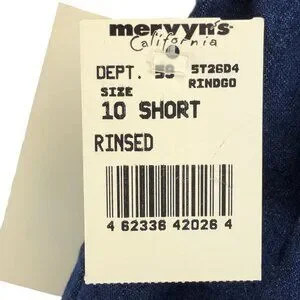 mervyn's
California
DEPT. 59 5T26D4
SIZE RINDGO
10 SHORT
RINSED
4 62336 42026 4